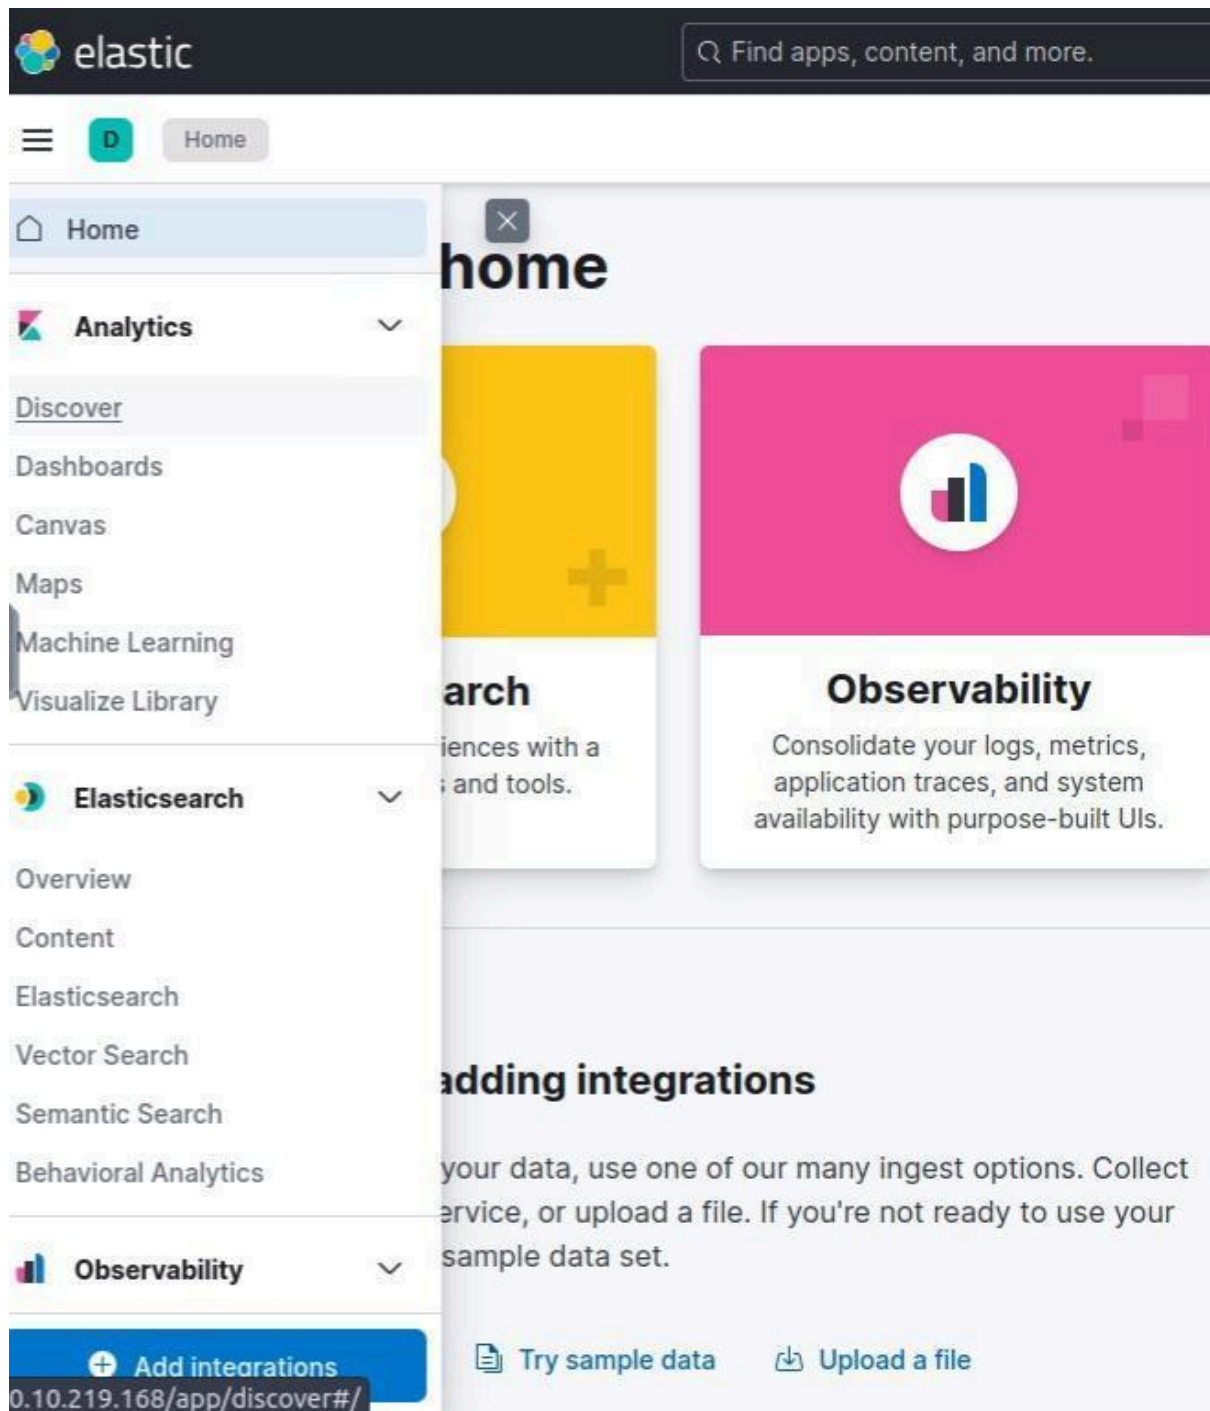 elastic
Find apps, content, and more.
D
Home
Home
home
Analytics
Discover
Dashboards
Canvas
Maps
Machine Learning
Visualize Library
arch
iences with a
and tools.
Observability
Consolidate your logs, metrics,
application traces, and system
availability with purpose-built UIs.
Elasticsearch
Overview
Content
Elasticsearch
Vector Search
Semantic Search
Behavioral Analytics
adding integrations
your data, use one of our many ingest options. Collect
ervice, or upload a file. If you're not ready to use your
sample data set.
Observability
Add integrations
Try sample data
Upload a file
0.10.219.168/app/discover#/